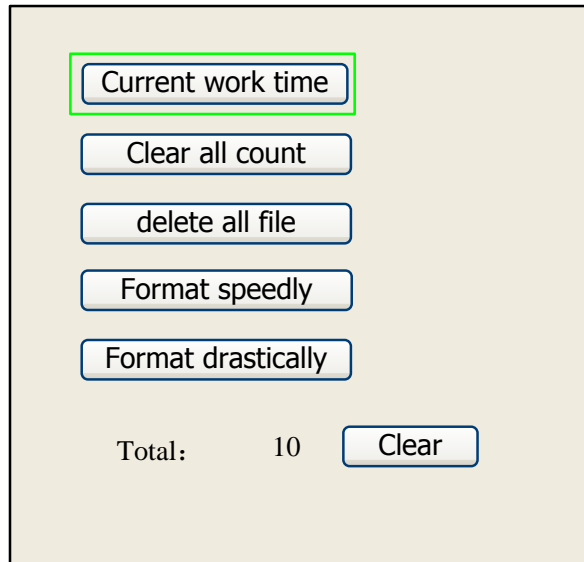 Current work time
Clear all count
delete all file
Format speedly
Format drastically
Total： 10 Clear